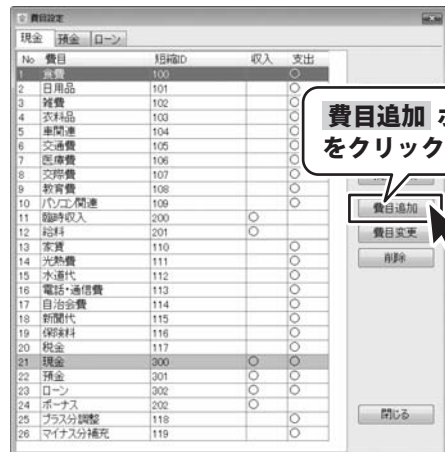 費目設定
現金 預金 ローン
No 費目 短縮ID 収入 支出
1 食費 100 ○
2 日用品 101 ○
3 雑費 102 ○
4 衣料品 103 ○
5 車関連 104 ○
6 交通費 105 ○
7 医療費 106 ○
8 交際費 107 ○
9 教育費 108 ○
10 パソコン関連 109 ○
11 臨時収入 200 ○
12 給料 201 ○
13 家賃 110 ○
14 光熱費 111 ○
15 水道代 112 ○
16 電話・通信費 113 ○
17 自治会費 114 ○
18 新聞代 115 ○
19 保険料 116 ○
20 税金 117 ○
21 現金 300 ○ ○
22 預金 301 ○ ○
23 ローン 302 ○ ○
24 ボーナス 202 ○
25 プラス分調整 118 ○
26 マイナス分補充 119 ○
費目追加 ボ
をクリック
費目追加
費目変更
削除
閉じる